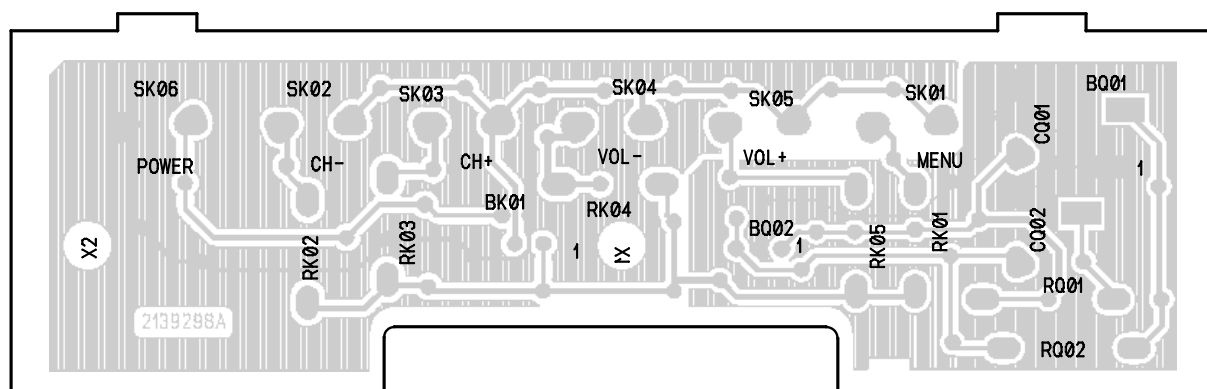 SK06
SK02
SK03
SK04
SK05
SK01
BQ01
CQ01
POWER
CH-
CH+
VOL-
VOL+
MENU
1
BK01
RK04
BQ02
CQ02
X2
RK02
RK03
1
X1
1
RK05
RK01
RQ01
2139298A
RQ02